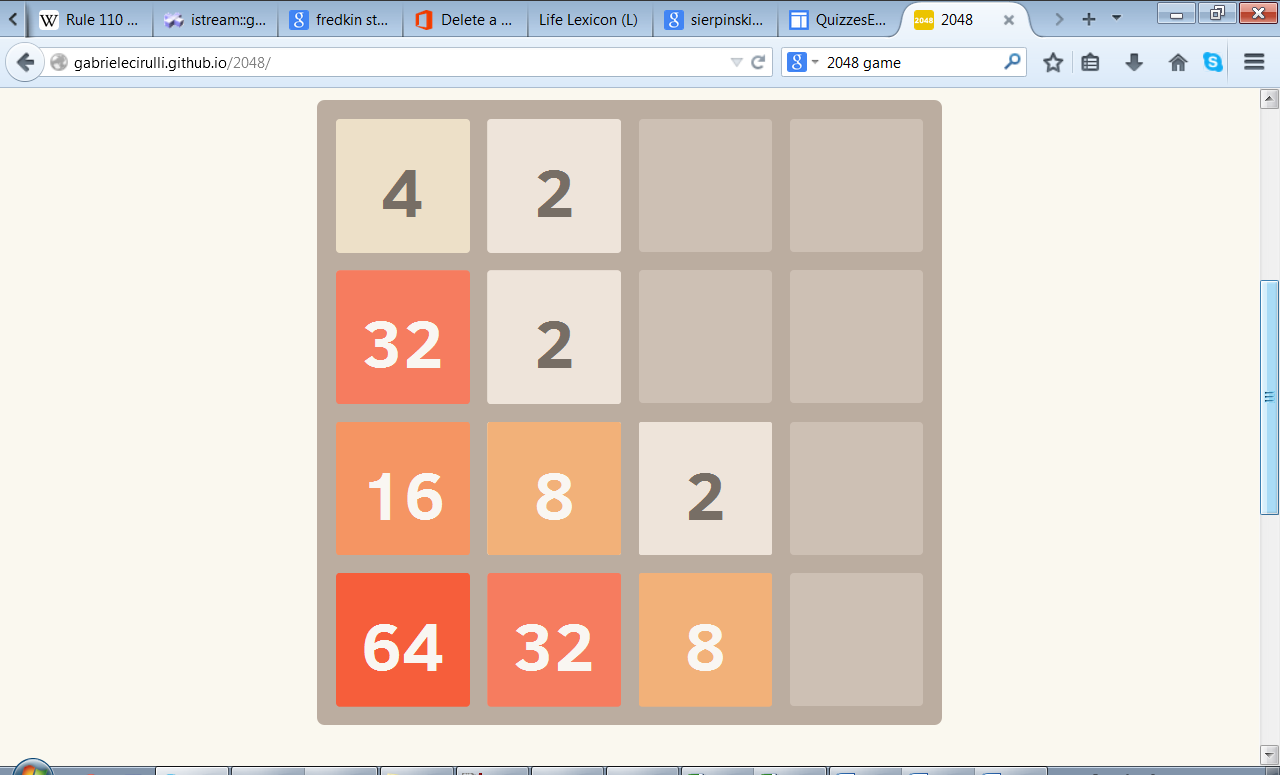 Rule 110 ...
istream::g...
fredkin st...
Delete a ...
Life Lexicon (L)
sierpinski...
QuizzesE...
2048
2048
gabrielecirulli.github.io/2048/
2048 game
4 2
32 2
16 8 2
64 32 8